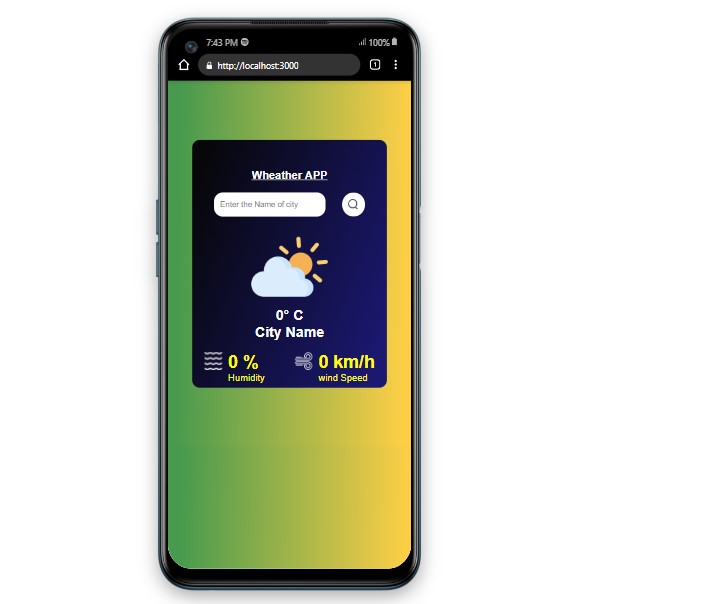 7:43 PM 100%
http://localhost:3000 1
Wheather APP
Enter the Name of city
0° C
City Name
0 % 0 km/h
Humidity wind Speed